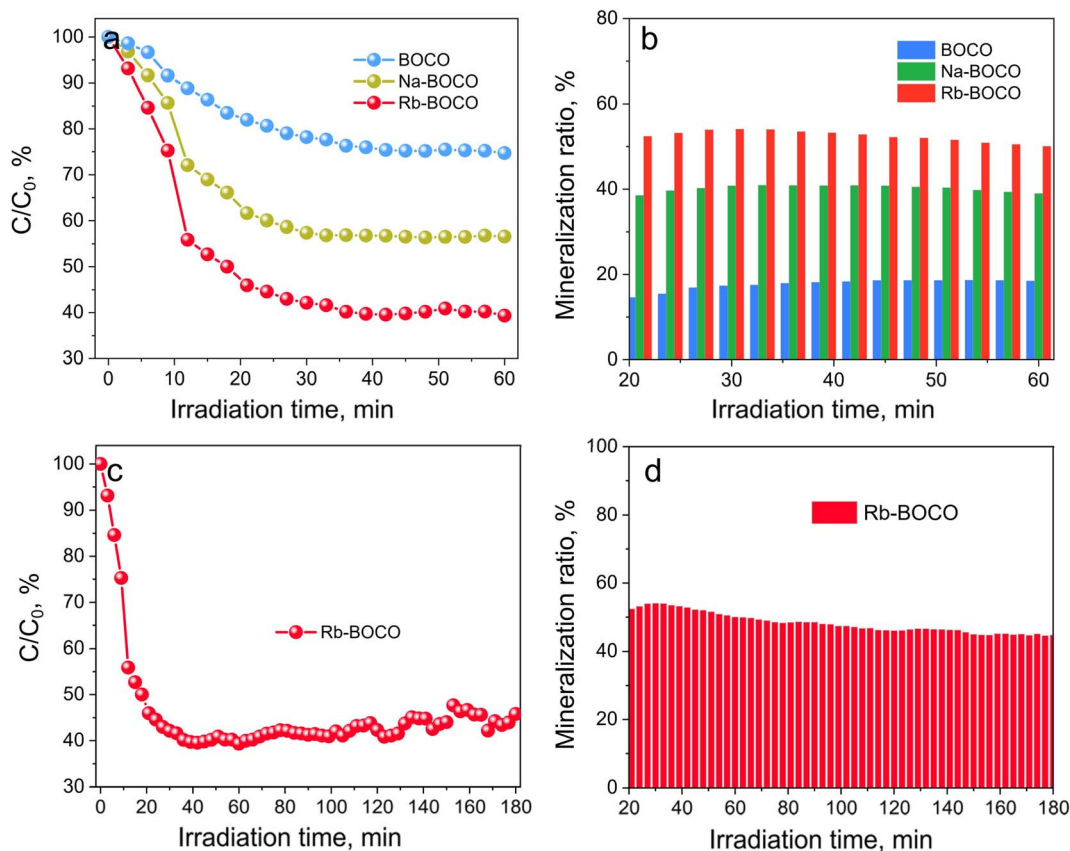 a
C/C0, %
100
90
80
70
60
50
40
30
BOCO
Na-BOCO
Rb-BOCO
0 10 20 30 40 50 60
Irradiation time, min
b
Mineralization ratio, %
80
60
40
20
0
BOCO
Na-BOCO
Rb-BOCO
20 30 40 50 60
Irradiation time, min
c
C/C0, %
100
90
80
70
60
50
40
30
Rb-BOCO
0 20 40 60 80 100 120 140 160 180
Irradiation time, min
d
Mineralization ratio, %
100
80
60
40
20
0
Rb-BOCO
20 40 60 80 100 120 140 160 180
Irradiation time, min